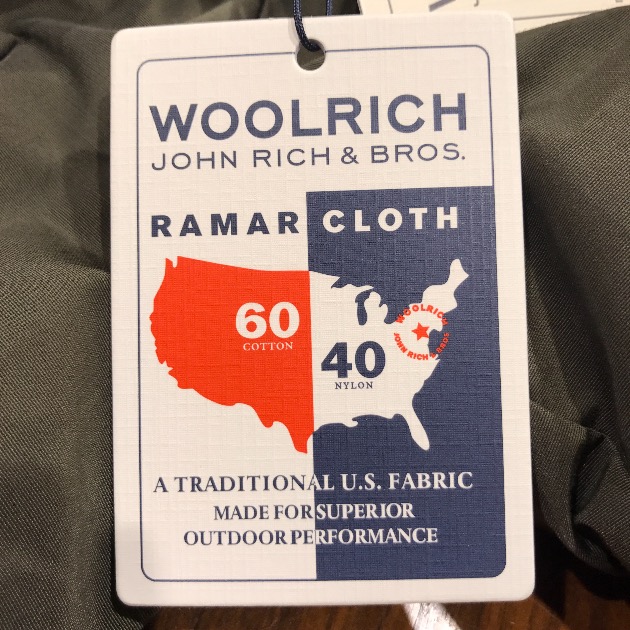 WOOLRICH
JOHN RICH & BROS.
RAMAR CLOTH
60
COTTON
40
NYLON
WOOLRICH
JOHN RICH & BROS
A TRADITIONAL U.S. FABRIC
MADE FOR SUPERIOR
OUTDOOR PERFORMANCE